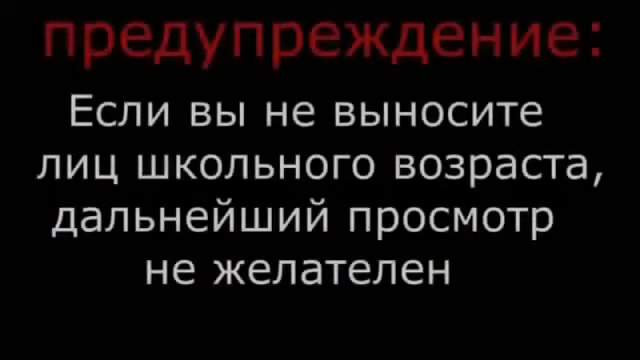 предупреждение:
Если вы не выносите
лиц школьного возраста,
дальнейший просмотр
не желателен